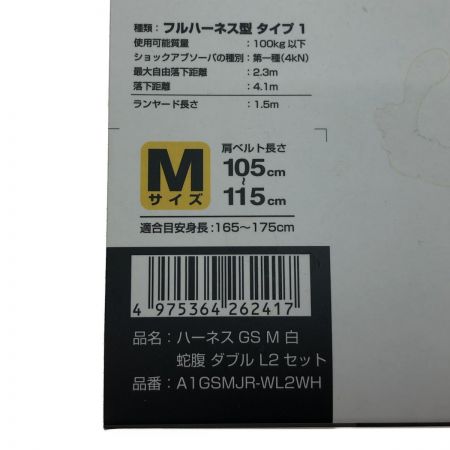 種類：フルハーネス型 タイプ 1
使用可能質量：100kg 以下
ショックアブソーバの種別：第一種(4kN)
最大自由落下距離：2.3m
落下距離：4.1m
ランヤード長さ：1.5m
M
サイズ
肩ベルト長さ
105cm
~
115cm
適合目安身長：165～175cm
4 975364 262417
品名：ハーネス GS M 白
蛇腹 ダブル L2 セット
品番：A1GSMJR-WL2WH